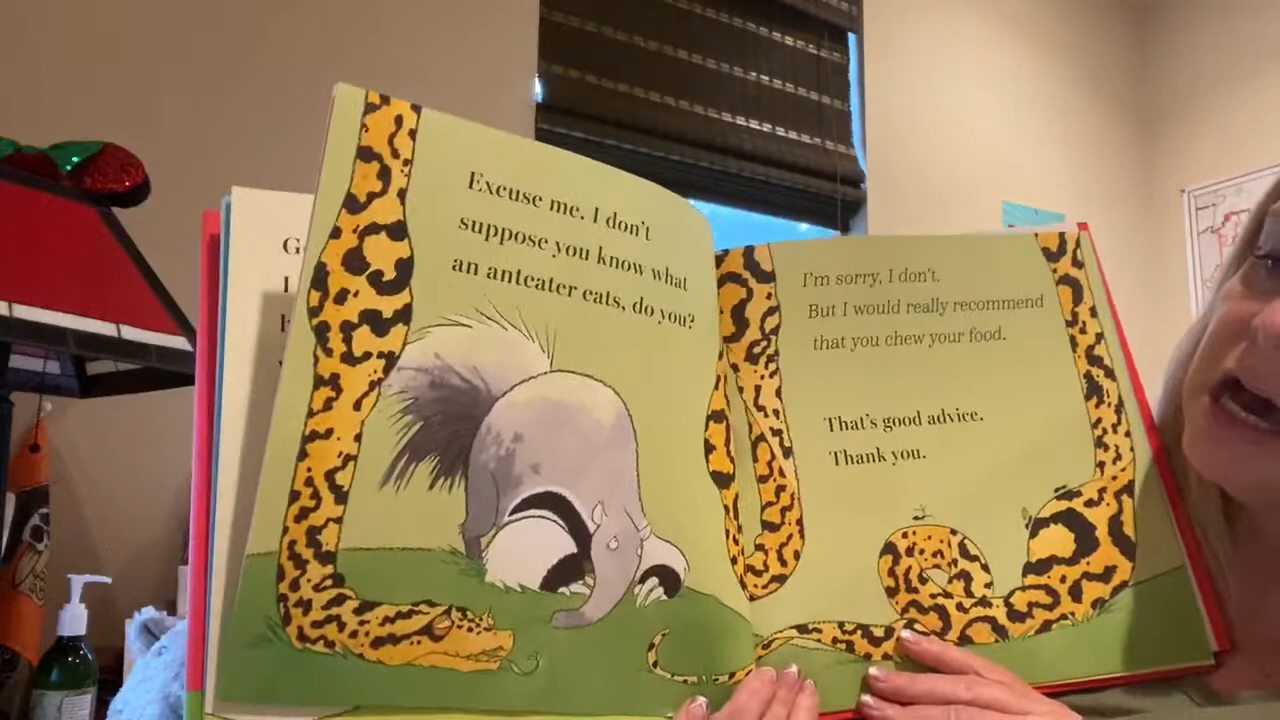 Excuse me. I don't
suppose you know what
an anteater eats, do you?
I'm sorry, I don't.
But I would really recommend
that you chew your food.
That's good advice.
Thank you.